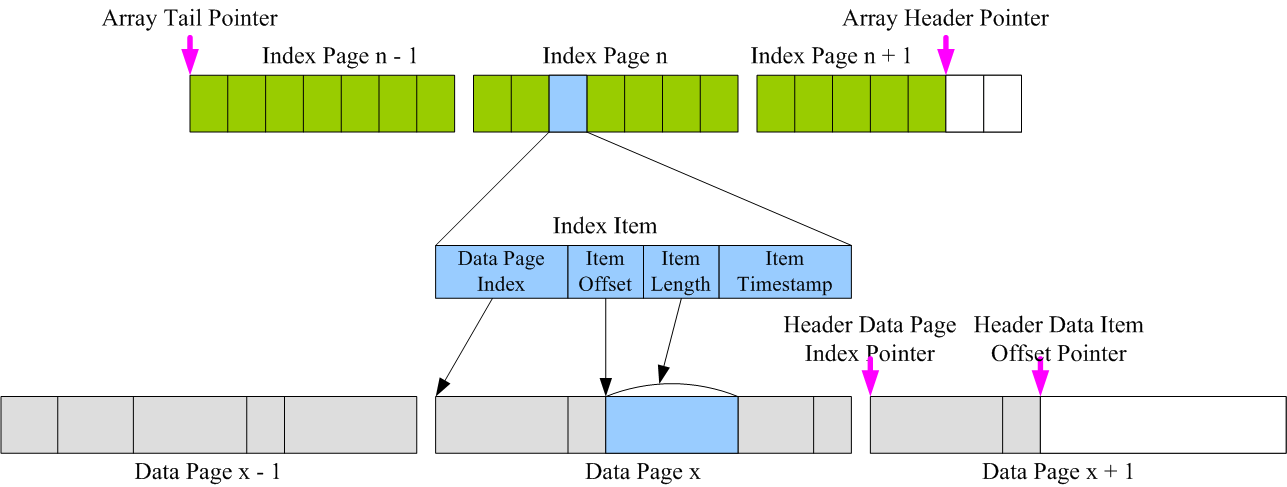 Array Tail Pointer
Array Header Pointer
Index Page n - 1
Index Page n
Index Page n + 1
Index Item
Data Page
Index
Item
Offset
Item
Length
Item
Timestamp
Header Data Page
Index Pointer
Header Data Item
Offset Pointer
Data Page x - 1
Data Page x
Data Page x + 1